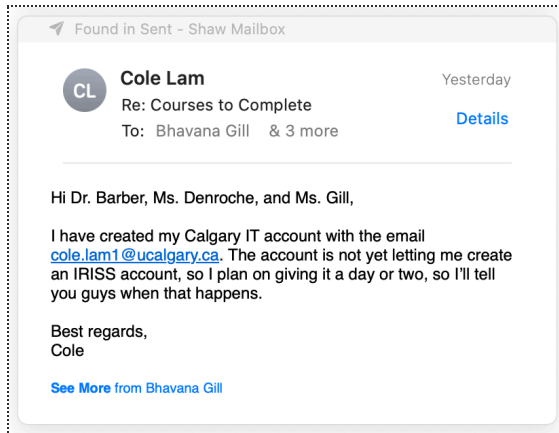 Found in Sent - Shaw Mailbox
CL
Cole Lam
Yesterday
Re: Courses to Complete
Details
To: Bhavana Gill & 3 more
Hi Dr. Barber, Ms. Denroche, and Ms. Gill,
I have created my Calgary IT account with the email
cole.lam1@ucalgary.ca. The account is not yet letting me create
an IRISS account, so I plan on giving it a day or two, so I’ll tell
you guys when that happens.
Best regards,
Cole
See More from Bhavana Gill